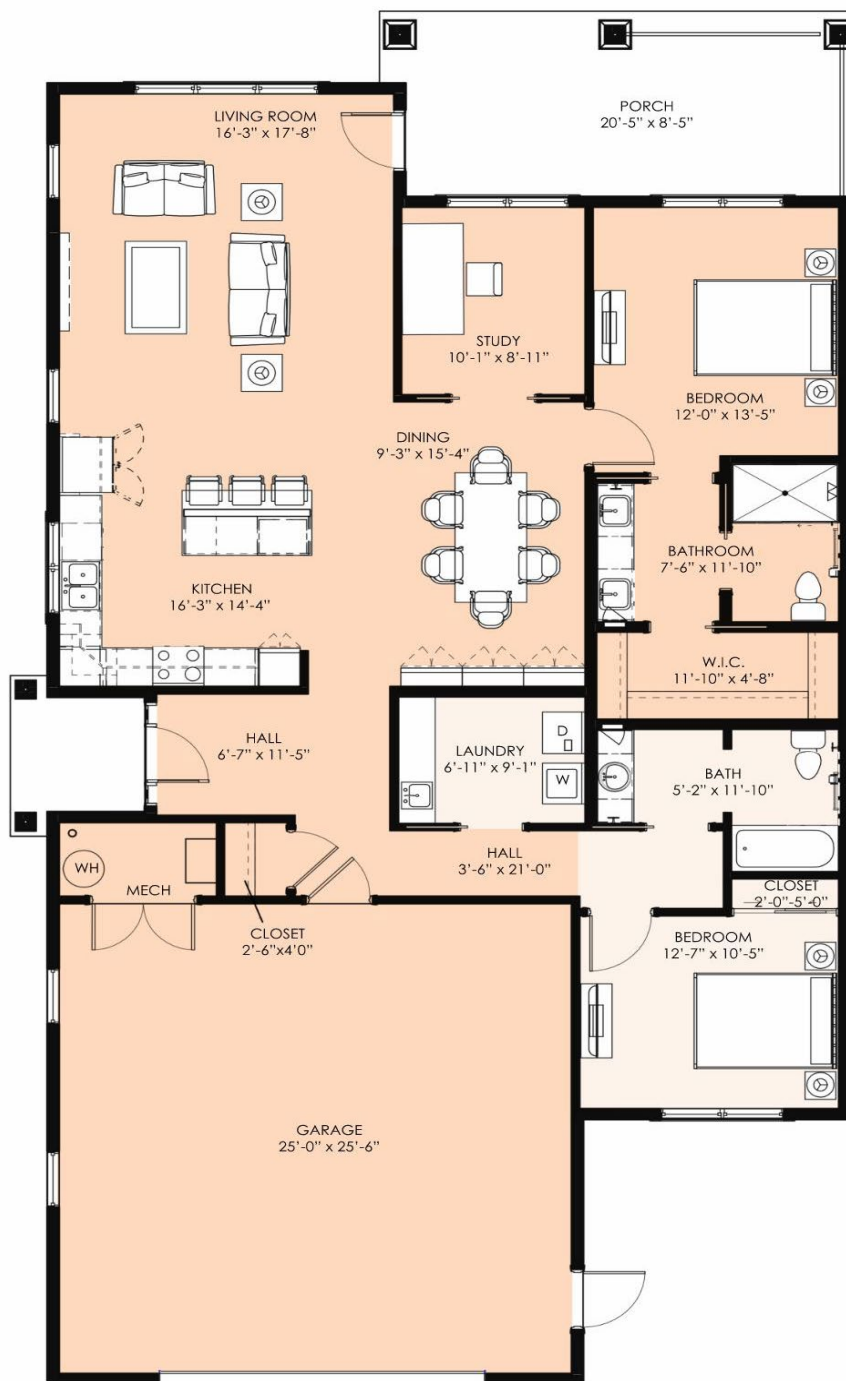 PORCH
20'-5" x 8'-5"
LIVING ROOM
16'-3" x 17'-8"
STUDY
10'-1" x 8'-11"
BEDROOM
12'-0" x 13'-5"
DINING
9'-3" x 15'-4"
BATHROOM
7'-6" x 11'-10"
KITCHEN
16'-3" x 14'-4"
W.I.C.
11'-10" x 4'-8"
HALL
6'-7" x 11'-5"
LAUNDRY
6'-11" x 9'-1"
D
W
BATH
5'-2" x 11'-10"
HALL
3'-6" x 21'-0"
WH
MECH
CLOSET
2'-0"-5'-0"
CLOSET
2'-6"x4'0"
BEDROOM
12'-7" x 10'-5"
GARAGE
25'-0" x 25'-6"